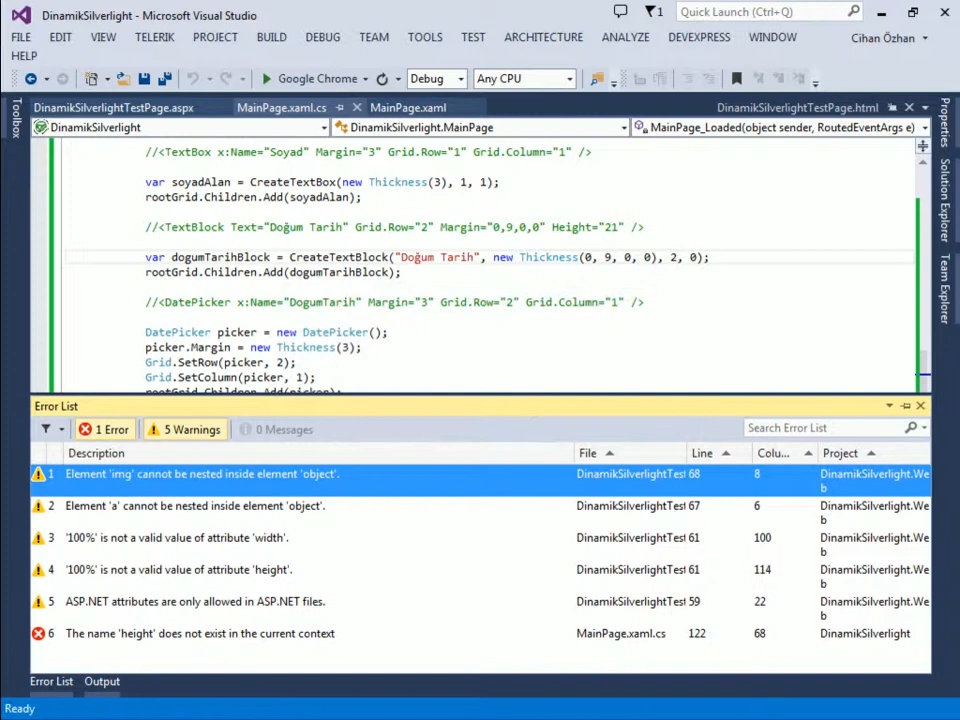 DinamikSilverlight - Microsoft Visual Studio
1
Quick Launch (Ctrl+Q)
FILE EDIT VIEW TELERIK PROJECT BUILD DEBUG TEAM TOOLS TEST ARCHITECTURE ANALYZE DEVEXPRESS WINDOW
Cihan Özhan
HELP
Google Chrome
Debug
Any CPU
DinamikSilverlightTestPage.aspx MainPage.xaml.cs MainPage.xaml
DinamikSilverlightTestPage.html
DinamikSilverlight
DinamikSilverlight.MainPage
MainPage_Loaded(object sender, RoutedEventArgs e)
Toolbox
Properties
Solution Explorer
Team Explorer
//<TextBox x:Name="Soyad" Margin="3" Grid.Row="1" Grid.Column="1" />
var soyadAlan = CreateTextBox(new Thickness(3), 1, 1);
rootGrid.Children.Add(soyadAlan);
//<TextBlock Text="Doğum Tarih" Grid.Row="2" Margin="0,9,0,0" Height="21" />
var dogumTarihBlock = CreateTextBlock("Doğum Tarih", new Thickness(0, 9, 0, 0), 2, 0);
rootGrid.Children.Add(dogumTarihBlock);
//<DatePicker x:Name="DogumTarih" Margin="3" Grid.Row="2" Grid.Column="1" />
DatePicker picker = new DatePicker();
picker.Margin = new Thickness(3);
Grid.SetRow(picker, 2);
Grid.SetColumn(picker, 1);
rootGrid.Children.Add(picker);
Error List
1 Error
5 Warnings
0 Messages
Search Error List
Description File Line Colu... Project
1 Element 'img' cannot be nested inside element 'object'. DinamikSilverlightTest 68 8 DinamikSilverlight.We
b
2 Element 'a' cannot be nested inside element 'object'. DinamikSilverlightTest 67 6 DinamikSilverlight.We
b
3 '100%' is not a valid value of attribute 'width'. DinamikSilverlightTest 61 100 DinamikSilverlight.We
b
4 '100%' is not a valid value of attribute 'height'. DinamikSilverlightTest 61 114 DinamikSilverlight.We
b
5 ASP.NET attributes are only allowed in ASP.NET files. DinamikSilverlightTest 59 22 DinamikSilverlight.We
b
6 The name 'height' does not exist in the current context MainPage.xaml.cs 122 68 DinamikSilverlight
Error List Output
Ready